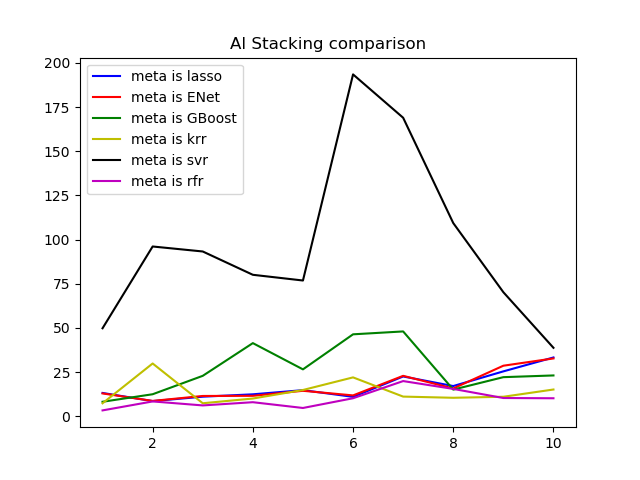 Al Stacking comparison
200
175
150
125
100
75
50
25
0
meta is lasso
meta is ENet
meta is GBoost
meta is krr
meta is svr
meta is rfr
2 4 6 8 10